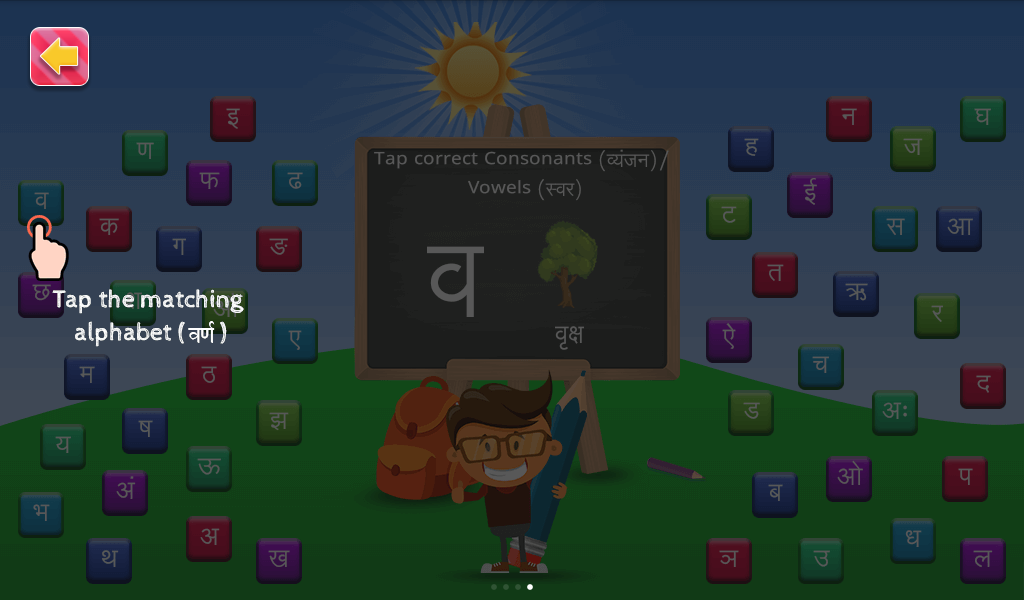 Tap correct Consonants (व्यंजन)/
Vowels (स्वर)
व
वृक्ष
Tap the matching
alphabet (वर्ण)
इ
ण
फ
ढ
व
क
ग
ङ
छ
ए
म
ठ
झ
ष
य
ऊ
अं
भ
अ
थ
ख
न
घ
ह
ज
ई
ट
स
आ
त
ऋ
र
ऐ
च
द
ड
अः
ओ
प
ब
ध
ञ
उ
ल